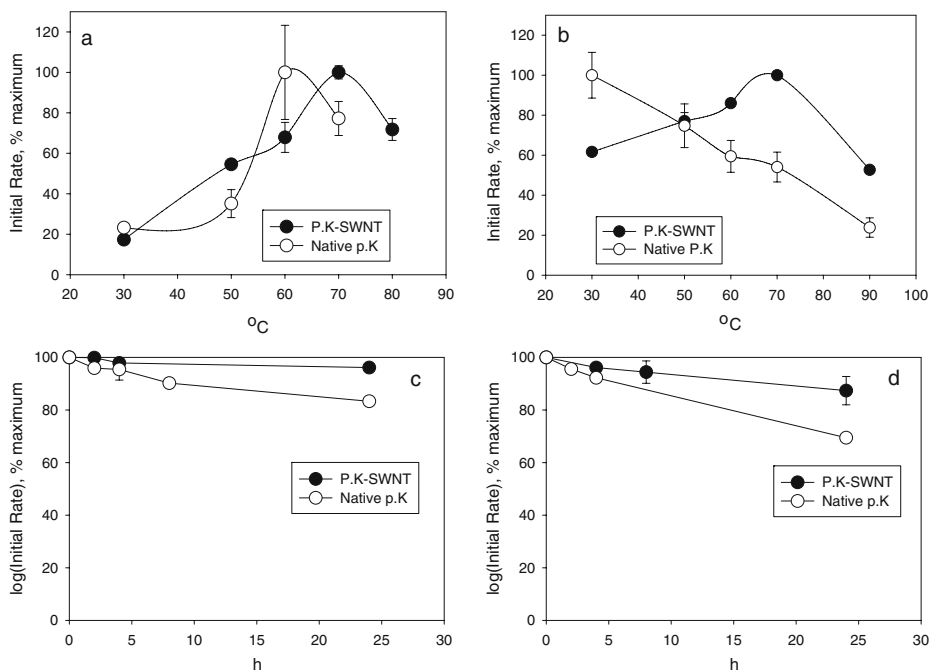 a
Initial Rate, % maximum
120
100
80
60
40
20
0
P.K-SWNT
Native p.K
20 30 40 50 60 70 80 90
°C
b
Initial Rate, % maximum
120
100
80
60
40
20
0
P.K-SWNT
Native P.K
20 30 40 50 60 70 80 90 100
°C
c
log(Initial Rate), % maximum
100
80
60
40
20
0
P.K-SWNT
Native p.K
0 5 10 15 20 25 30
h
d
log(Initial Rate), % maximum
100
80
60
40
20
0
P.K-SWNT
Native p.K
0 5 10 15 20 25 30
h